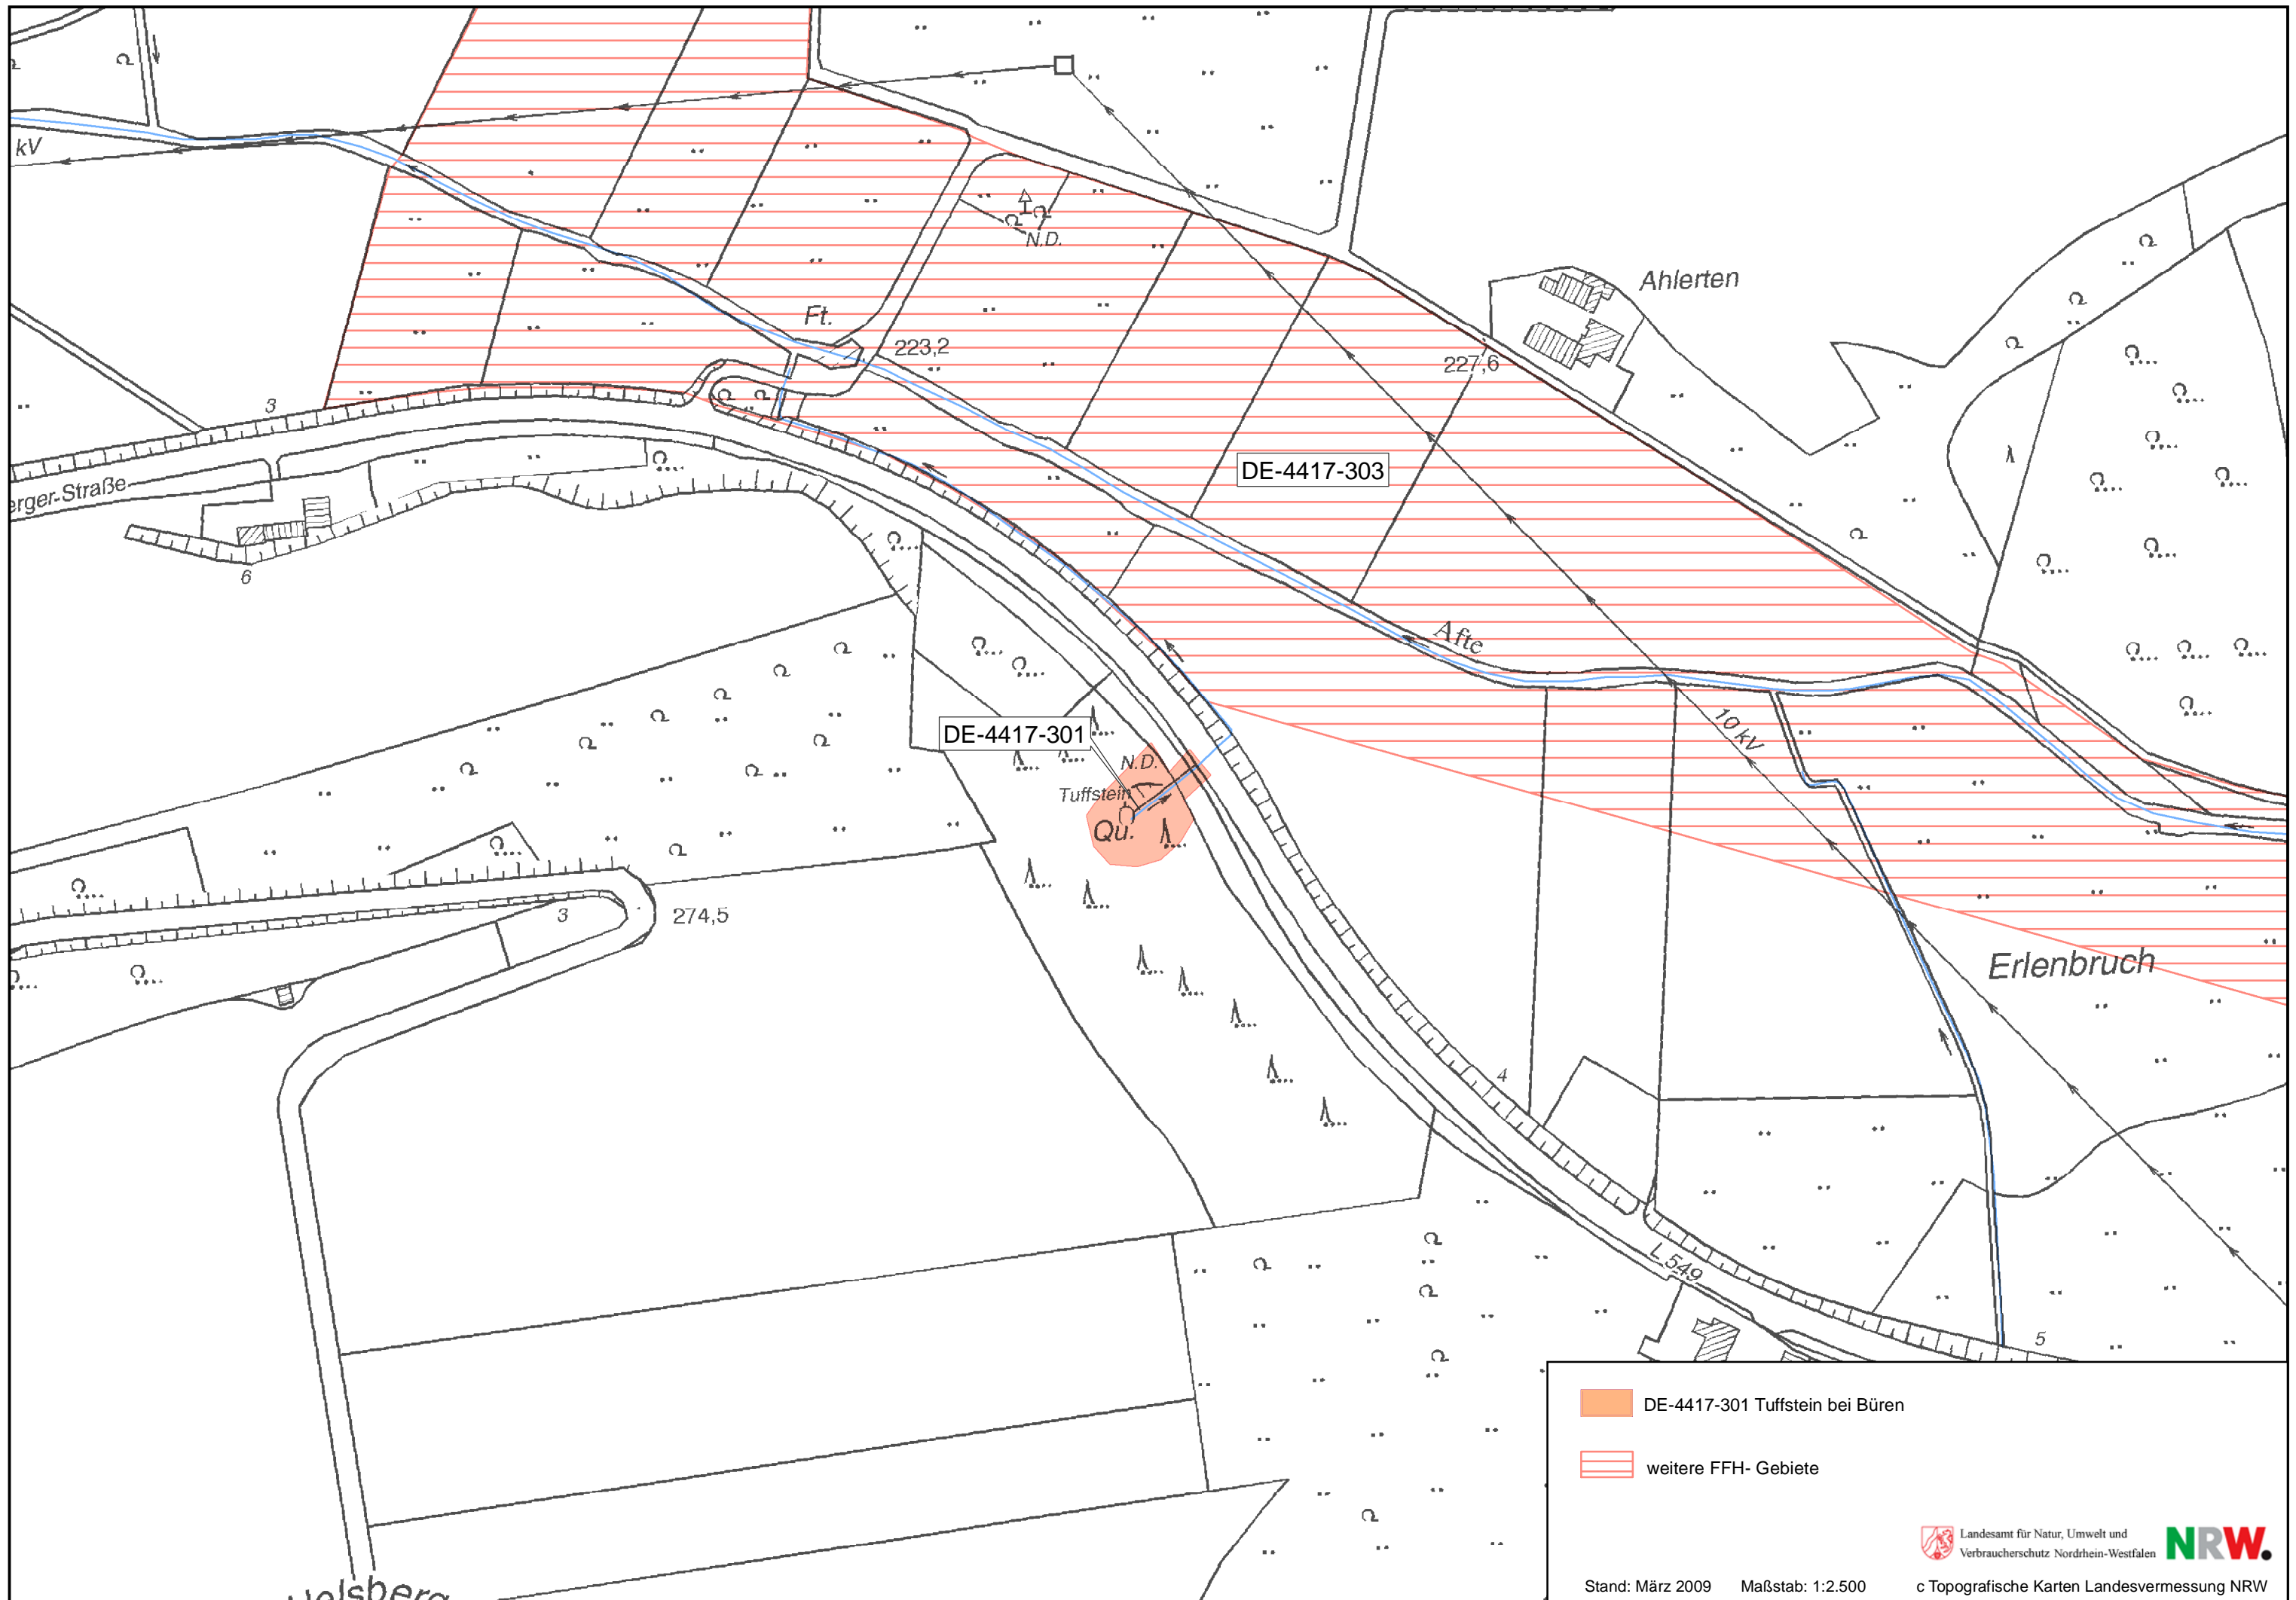 kV
N.D.
Ahlerten
Ft.
223,2
227,6
3
DE-4417-303
erger-Straße
6
Afte
10 kV
DE-4417-301
N.D.
Tuffstein
Qu.
3
274,5
Erlenbruch
4
L 549
5
DE-4417-301 Tuffstein bei Büren
weitere FFH- Gebiete
Landesamt für Natur, Umwelt und
Verbraucherschutz Nordrhein-Westfalen
NRW.
Stand: März 2009 Maßstab: 1:2.500 c Topografische Karten Landesvermessung NRW